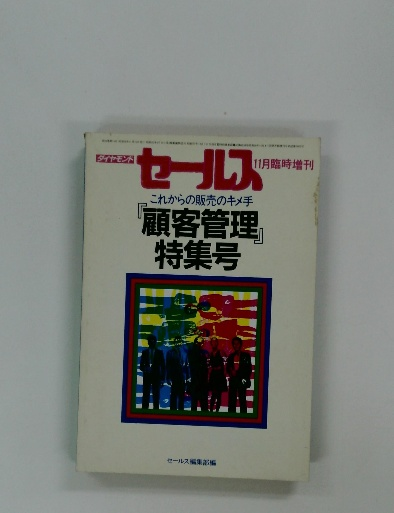 ダイヤモンド セールス 11月臨時増刊
これからの販売のキメ手
『顧客管理』
特集号
セールス編集部編